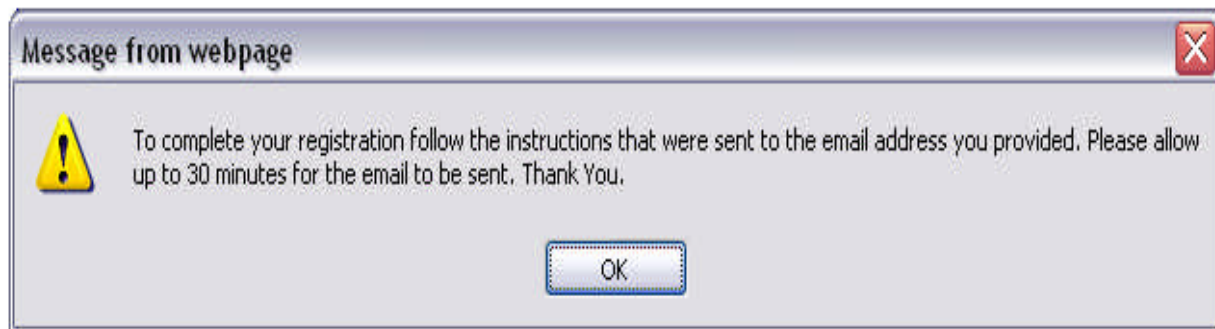 Message from webpage
To complete your registration follow the instructions that were sent to the email address you provided. Please allow
up to 30 minutes for the email to be sent. Thank You.
OK